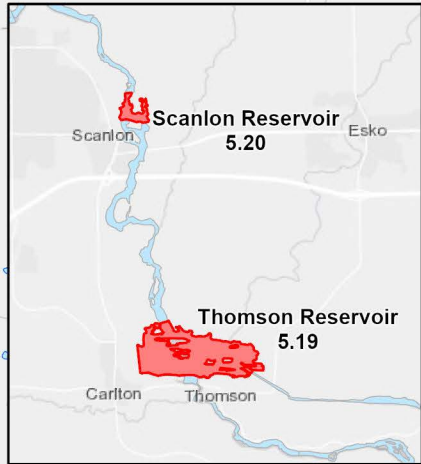 Scanlon Reservoir
5.20
Scanlon
Esko
Thomson Reservoir
5.19
Carlton
Thomson